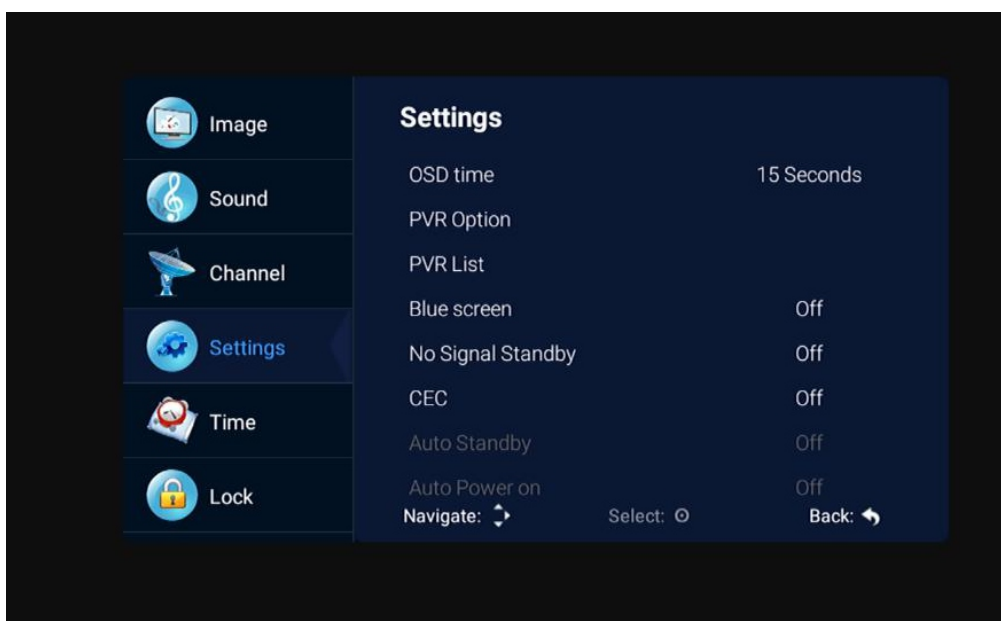 Image
Sound
Channel
Settings
Time
Lock
Settings
OSD time 15 Seconds
PVR Option
PVR List
Blue screen Off
No Signal Standby Off
CEC Off
Auto Standby Off
Auto Power on Off
Navigate: Select: Back: